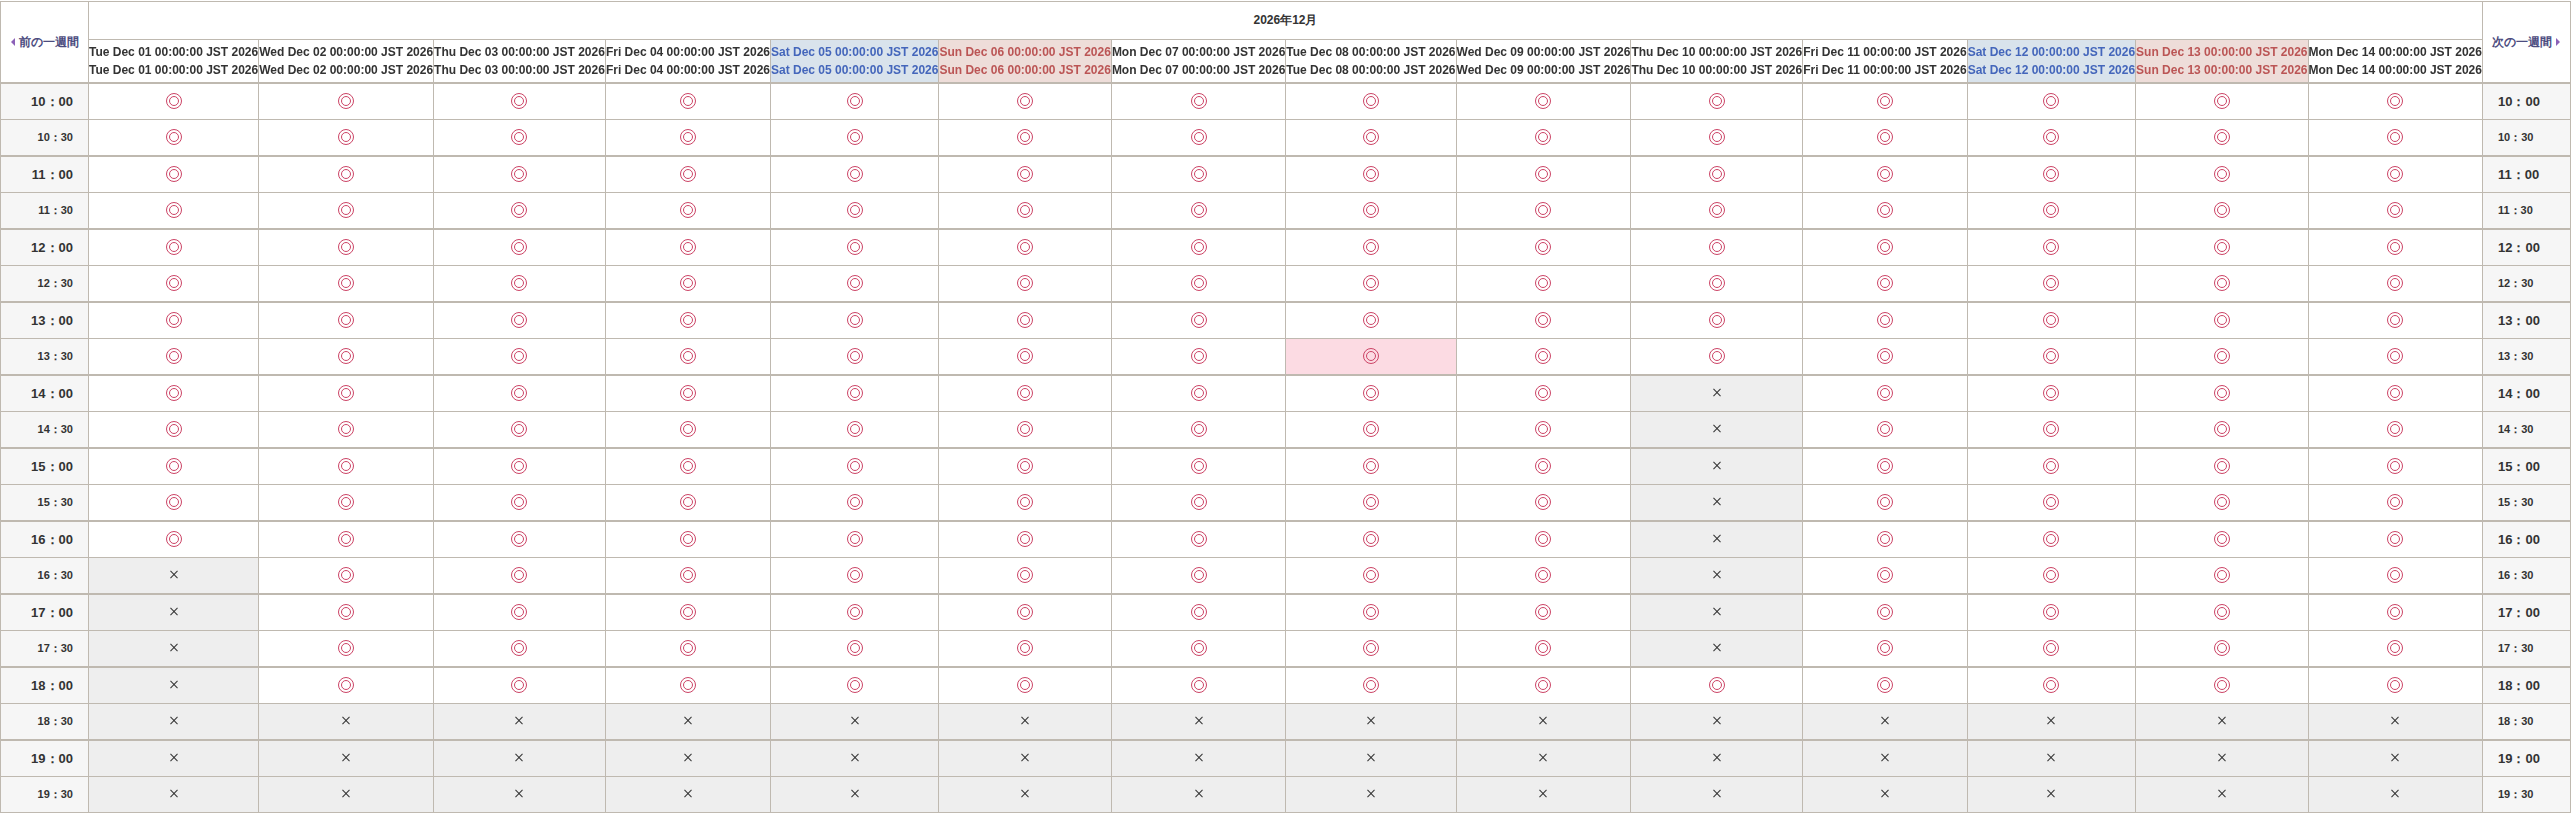 2026年12月
前の一週間
次の一週間
Tue Dec 01 00:00:00 JST 2026 Wed Dec 02 00:00:00 JST 2026 Thu Dec 03 00:00:00 JST 2026 Fri Dec 04 00:00:00 JST 2026 Sat Dec 05 00:00:00 JST 2026 Sun Dec 06 00:00:00 JST 2026 Mon Dec 07 00:00:00 JST 2026 Tue Dec 08 00:00:00 JST 2026 Wed Dec 09 00:00:00 JST 2026 Thu Dec 10 00:00:00 JST 2026 Fri Dec 11 00:00:00 JST 2026 Sat Dec 12 00:00:00 JST 2026 Sun Dec 13 00:00:00 JST 2026 Mon Dec 14 00:00:00 JST 2026
Tue Dec 01 00:00:00 JST 2026 Wed Dec 02 00:00:00 JST 2026 Thu Dec 03 00:00:00 JST 2026 Fri Dec 04 00:00:00 JST 2026 Sat Dec 05 00:00:00 JST 2026 Sun Dec 06 00:00:00 JST 2026 Mon Dec 07 00:00:00 JST 2026 Tue Dec 08 00:00:00 JST 2026 Wed Dec 09 00:00:00 JST 2026 Thu Dec 10 00:00:00 JST 2026 Fri Dec 11 00:00:00 JST 2026 Sat Dec 12 00:00:00 JST 2026 Sun Dec 13 00:00:00 JST 2026 Mon Dec 14 00:00:00 JST 2026
10：00 ◎ ◎ ◎ ◎ ◎ ◎ ◎ ◎ ◎ ◎ ◎ ◎ ◎ ◎ 10：00
10：30 ◎ ◎ ◎ ◎ ◎ ◎ ◎ ◎ ◎ ◎ ◎ ◎ ◎ ◎ 10：30
11：00 ◎ ◎ ◎ ◎ ◎ ◎ ◎ ◎ ◎ ◎ ◎ ◎ ◎ ◎ 11：00
11：30 ◎ ◎ ◎ ◎ ◎ ◎ ◎ ◎ ◎ ◎ ◎ ◎ ◎ ◎ 11：30
12：00 ◎ ◎ ◎ ◎ ◎ ◎ ◎ ◎ ◎ ◎ ◎ ◎ ◎ ◎ 12：00
12：30 ◎ ◎ ◎ ◎ ◎ ◎ ◎ ◎ ◎ ◎ ◎ ◎ ◎ ◎ 12：30
13：00 ◎ ◎ ◎ ◎ ◎ ◎ ◎ ◎ ◎ ◎ ◎ ◎ ◎ ◎ 13：00
13：30 ◎ ◎ ◎ ◎ ◎ ◎ ◎ ◎ ◎ ◎ ◎ ◎ ◎ ◎ 13：30
14：00 ◎ ◎ ◎ ◎ ◎ ◎ ◎ ◎ ◎ × ◎ ◎ ◎ ◎ 14：00
14：30 ◎ ◎ ◎ ◎ ◎ ◎ ◎ ◎ ◎ × ◎ ◎ ◎ ◎ 14：30
15：00 ◎ ◎ ◎ ◎ ◎ ◎ ◎ ◎ ◎ × ◎ ◎ ◎ ◎ 15：00
15：30 ◎ ◎ ◎ ◎ ◎ ◎ ◎ ◎ ◎ × ◎ ◎ ◎ ◎ 15：30
16：00 ◎ ◎ ◎ ◎ ◎ ◎ ◎ ◎ ◎ × ◎ ◎ ◎ ◎ 16：00
16：30 × ◎ ◎ ◎ ◎ ◎ ◎ ◎ ◎ × ◎ ◎ ◎ ◎ 16：30
17：00 × ◎ ◎ ◎ ◎ ◎ ◎ ◎ ◎ × ◎ ◎ ◎ ◎ 17：00
17：30 × ◎ ◎ ◎ ◎ ◎ ◎ ◎ ◎ × ◎ ◎ ◎ ◎ 17：30
18：00 × ◎ ◎ ◎ ◎ ◎ ◎ ◎ ◎ ◎ ◎ ◎ ◎ ◎ 18：00
18：30 × × × × × × × × × × × × × × 18：30
19：00 × × × × × × × × × × × × × × 19：00
19：30 × × × × × × × × × × × × × × 19：30